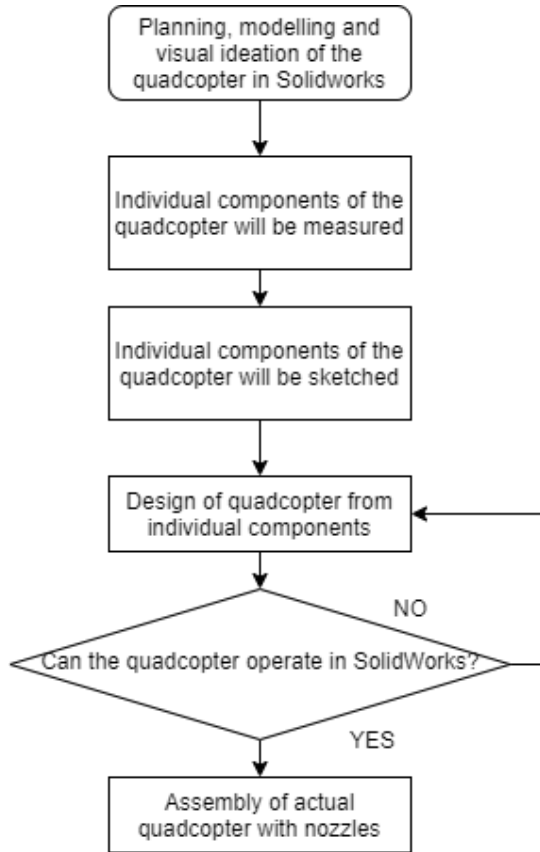 Planning, modelling and
visual ideation of the
quadcopter in Solidworks
Individual components of the
quadcopter will be measured
Individual components of the
quadcopter will be sketched
Design of quadcopter from
individual components
NO
Can the quadcopter operate in SolidWorks?
YES
Assembly of actual
quadcopter with nozzles